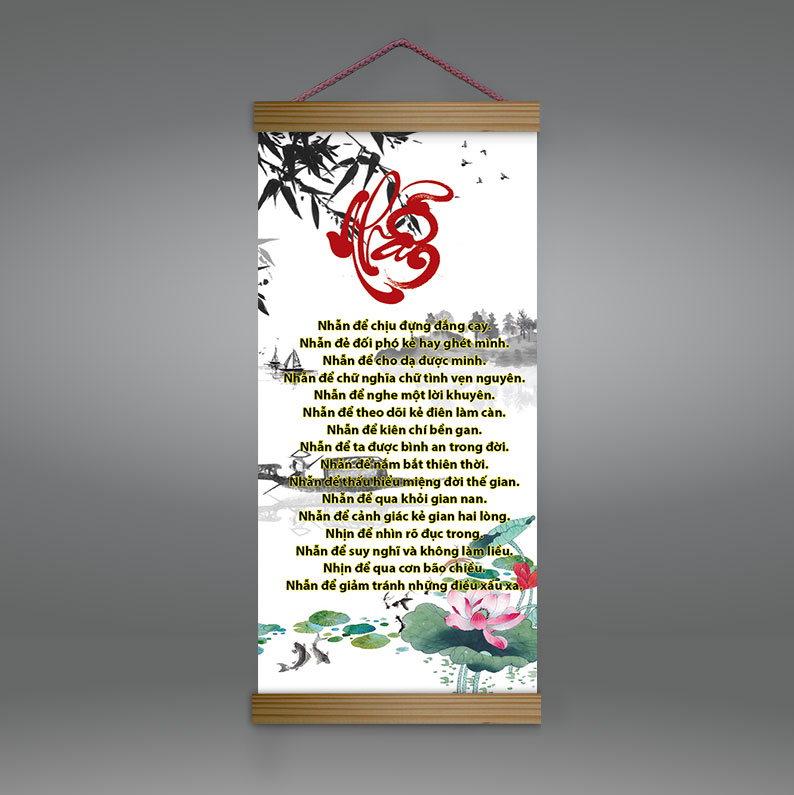 Nhẫn
Nhẫn để chịu đựng đắng cay.
Nhẫn đẻ đối phó kẻ hay ghét mình.
Nhẫn để cho dạ được minh.
Nhẫn để chữ nghĩa chữ tình vẹn nguyên.
Nhẫn để nghe một lời khuyên.
Nhẫn để theo dõi kẻ điên làm càn.
Nhẫn để kiên chí bền gan.
Nhẫn để ta được bình an trong đời.
Nhẫn để nắm bắt thiên thời.
Nhẫn để thấu hiểu miệng đời thế gian.
Nhẫn để qua khỏi gian nan.
Nhẫn để cảnh giác kẻ gian hai lòng.
Nhịn để nhìn rõ đục trong.
Nhẫn để suy nghĩ và không làm liều.
Nhịn để qua cơn bão chiều.
Nhẫn để giảm tránh những diều xấu xa.